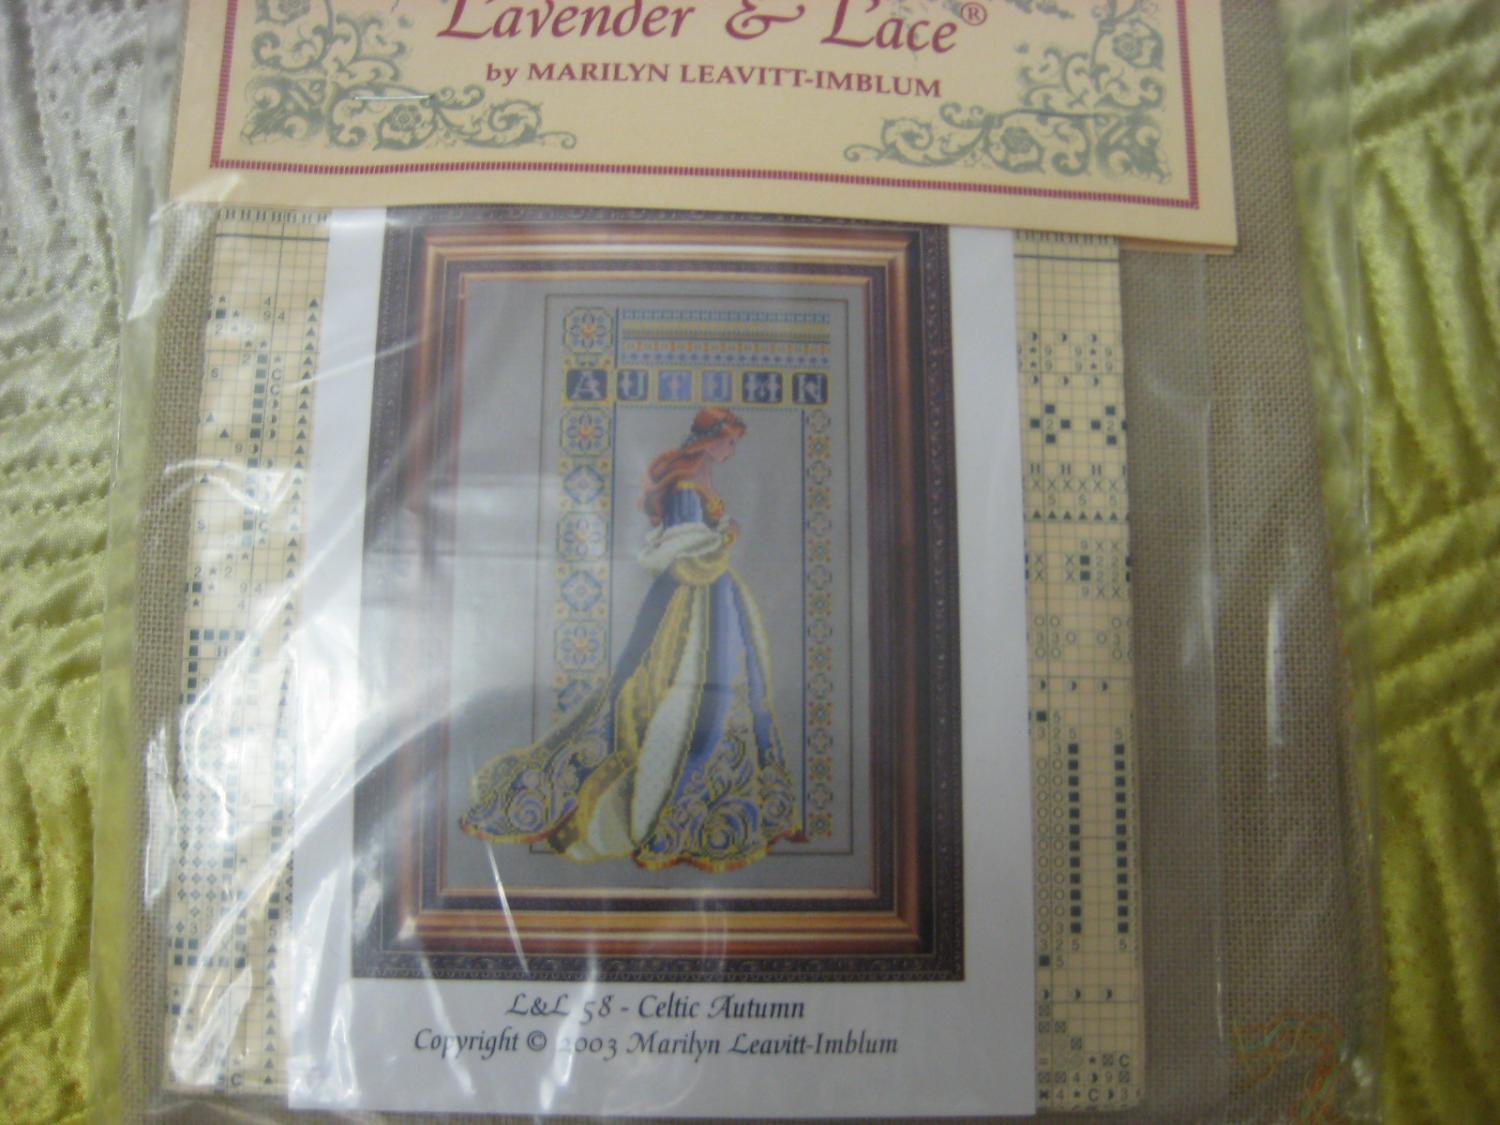 Lavender & Lace®
by MARILYN LEAVITT-IMBLUM
AUTUMN
L&L 58 - Celtic Autumn
Copyright © 2003 Marilyn Leavitt-Imblum